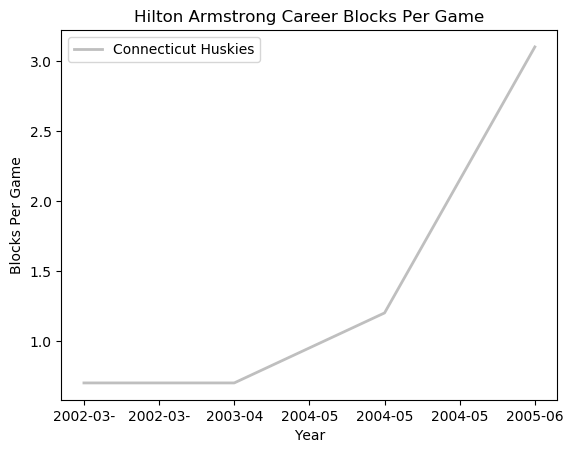 Hilton Armstrong Career Blocks Per Game
Connecticut Huskies
3.0
2.5
2.0
1.5
1.0
Blocks Per Game
2002-03- 2002-03- 2003-04 2004-05 2004-05 2004-05 2005-06
Year